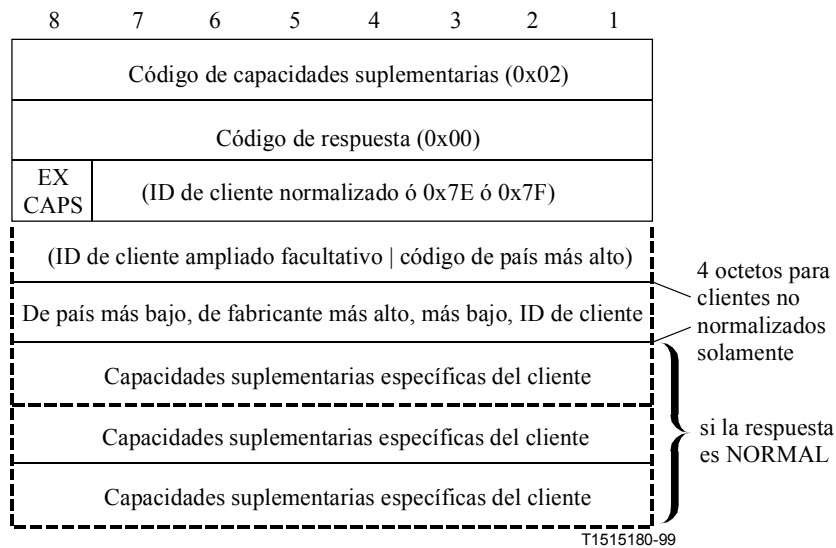 8 7 6 5 4 3 2 1
Código de capacidades suplementarias (0x02)
Código de respuesta (0x00)
EX
CAPS
(ID de cliente normalizado ó 0x7E ó 0x7F)
(ID de cliente ampliado facultativo | código de país más alto)
De país más bajo, de fabricante más alto, más bajo, ID de cliente
4 octetos para
clientes no
normalizados
solamente
Capacidades suplementarias específicas del cliente
Capacidades suplementarias específicas del cliente
Capacidades suplementarias específicas del cliente
si la respuesta
es NORMAL
T1515180-99